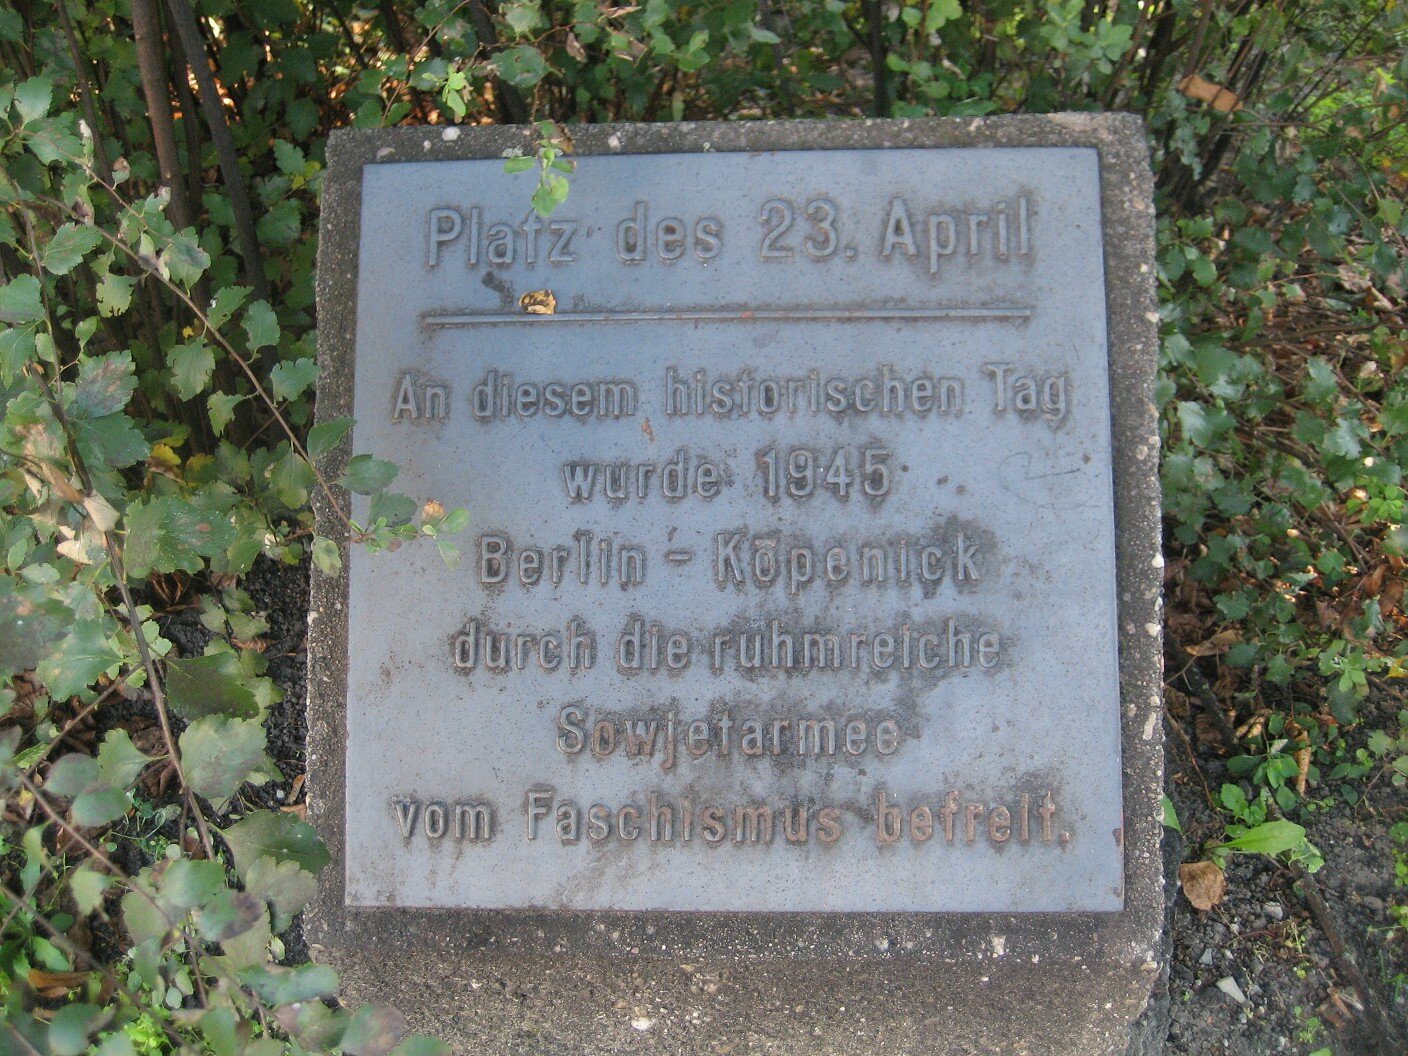 Platz des 23. April
An diesem historischen Tag
wurde 1945
Berlin - Köpenick
durch die ruhmreiche
Sowjetarmee
vom Faschismus befreit.